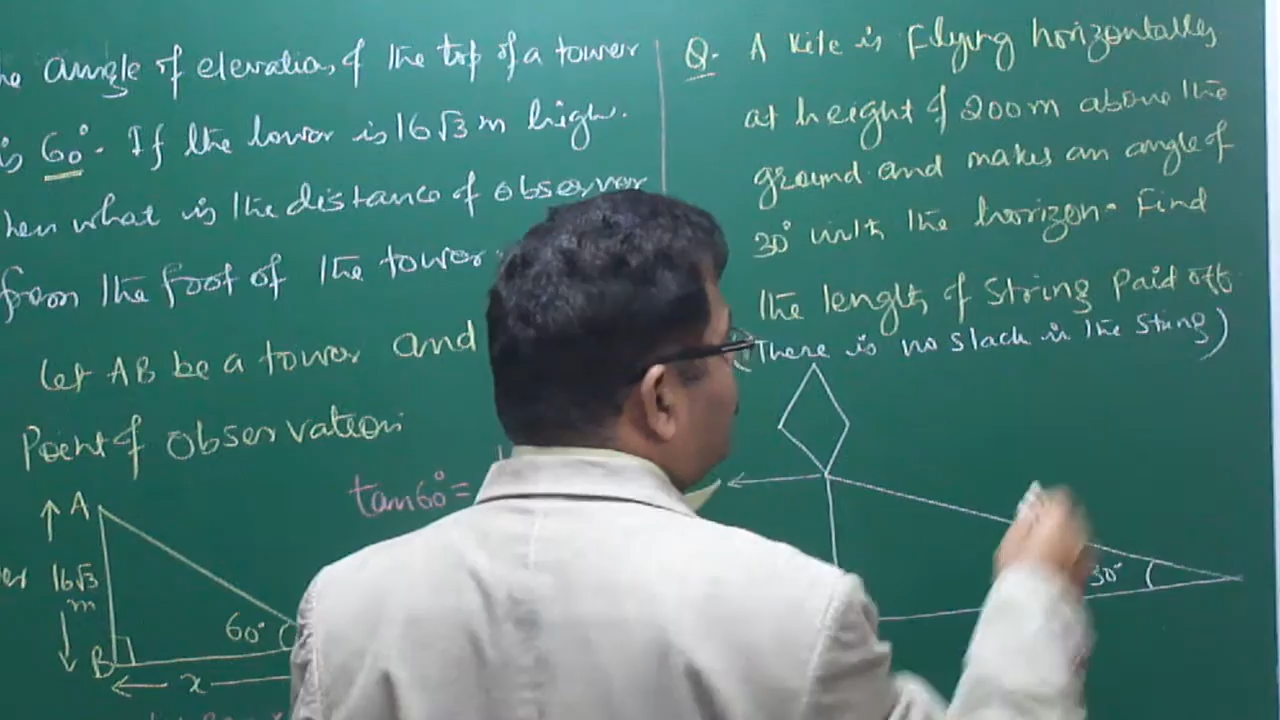 he angle of elevation, of the top of a tower
is 60°. If the tower is 16√3 m high.
hen what is the distance of observer
from the foot of the tower
Let AB be a tower and
Point of observation
tan60° =
A
16√3
m
60°
B
x
Q. A kite is flying horizontally
at height of 200m above the
ground and makes an angle of
30° with the horizon. Find
the length of string paid off
(There is no slack in the string)
30°